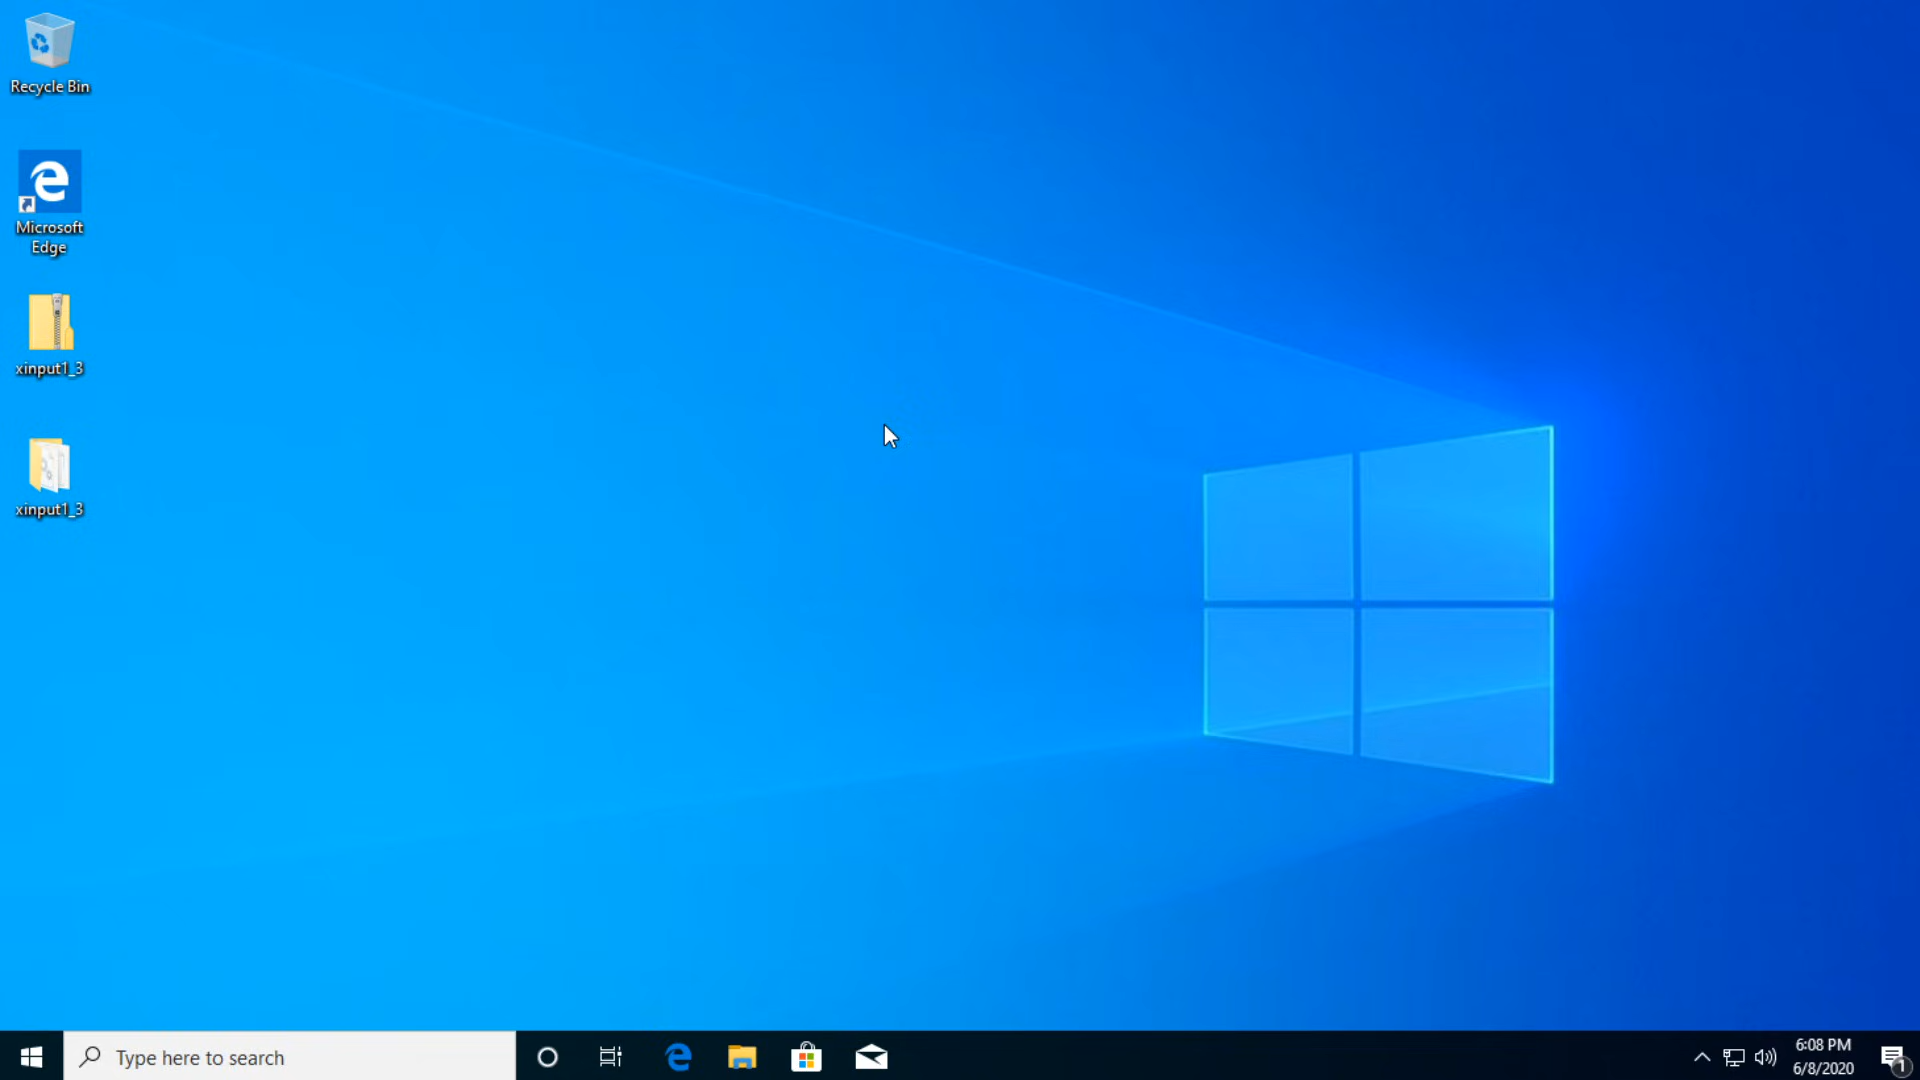 Recycle Bin
Microsoft
Edge
xinput1_3
xinput1_3
Type here to search
6:08 PM
6/8/2020
1